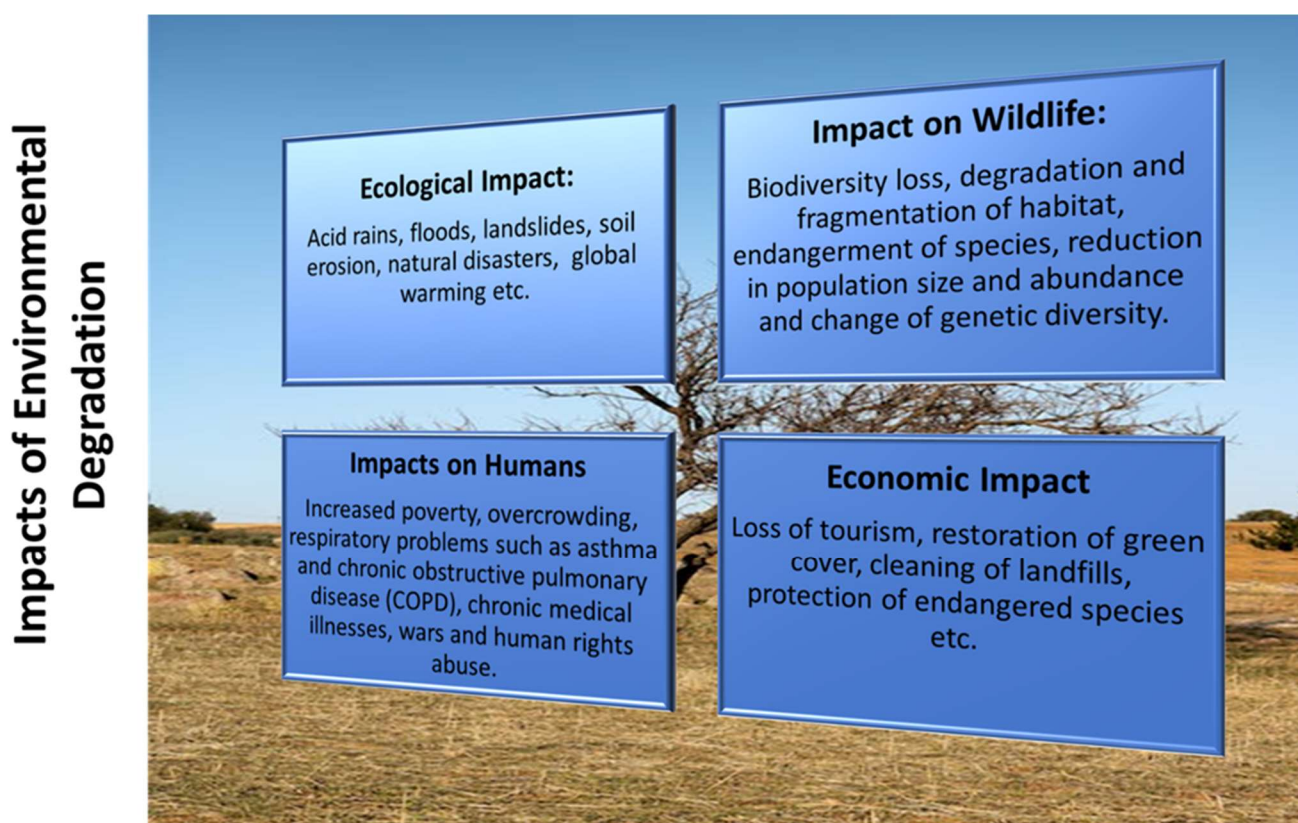 Impacts of Environmental
Degradation
Ecological Impact:
Acid rains, floods, landslides, soil
erosion, natural disasters, global
warming etc.
Impact on Wildlife:
Biodiversity loss, degradation and
fragmentation of habitat,
endangerment of species, reduction
in population size and abundance
and change of genetic diversity.
Impacts on Humans
Increased poverty, overcrowding,
respiratory problems such as asthma
and chronic obstructive pulmonary
disease (COPD), chronic medical
illnesses, wars and human rights
abuse.
Economic Impact
Loss of tourism, restoration of green
cover, cleaning of landfills,
protection of endangered species
etc.